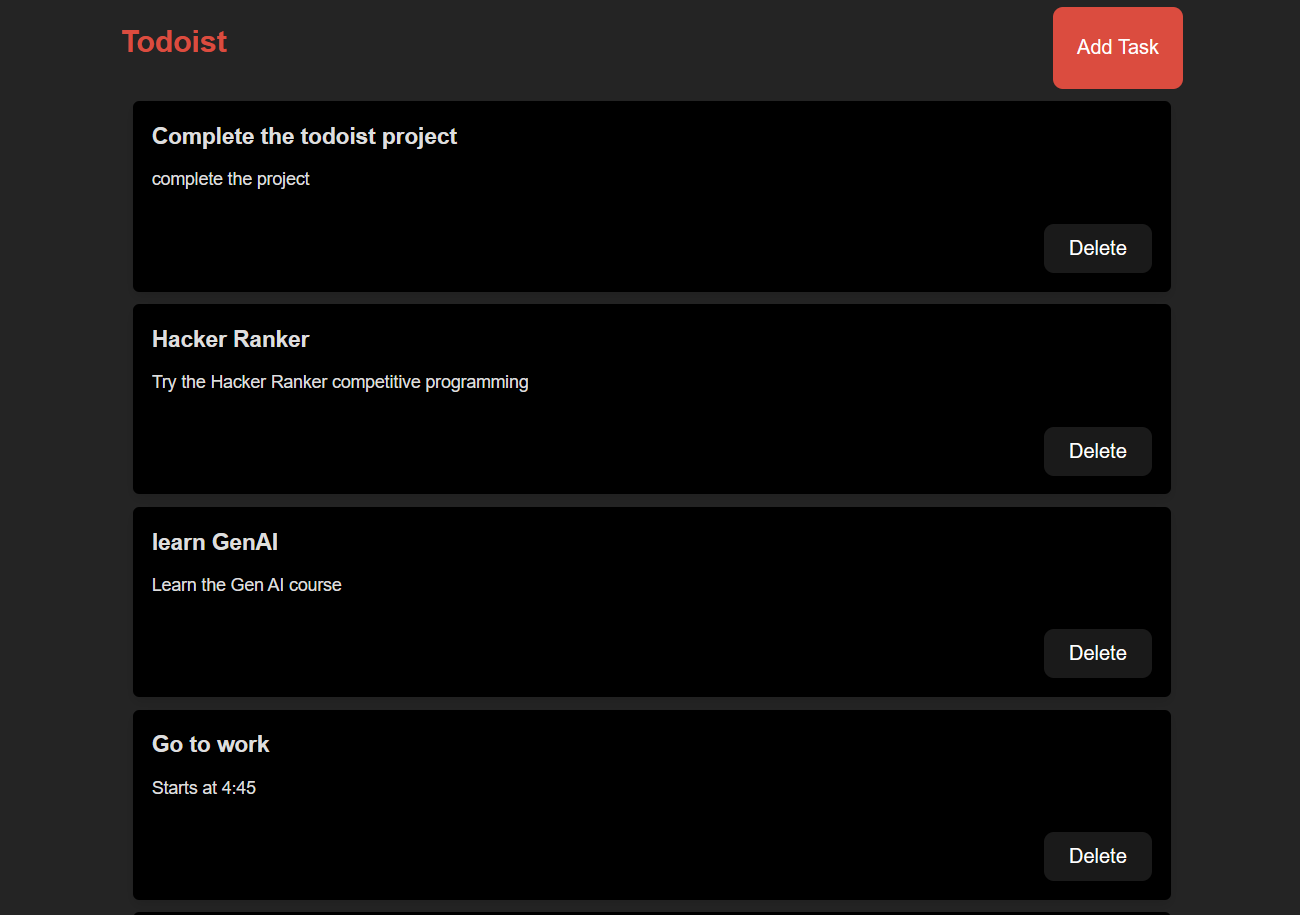 Todoist
Add Task
Complete the todoist project
complete the project
Delete
Hacker Ranker
Try the Hacker Ranker competitive programming
Delete
learn GenAI
Learn the Gen AI course
Delete
Go to work
Starts at 4:45
Delete